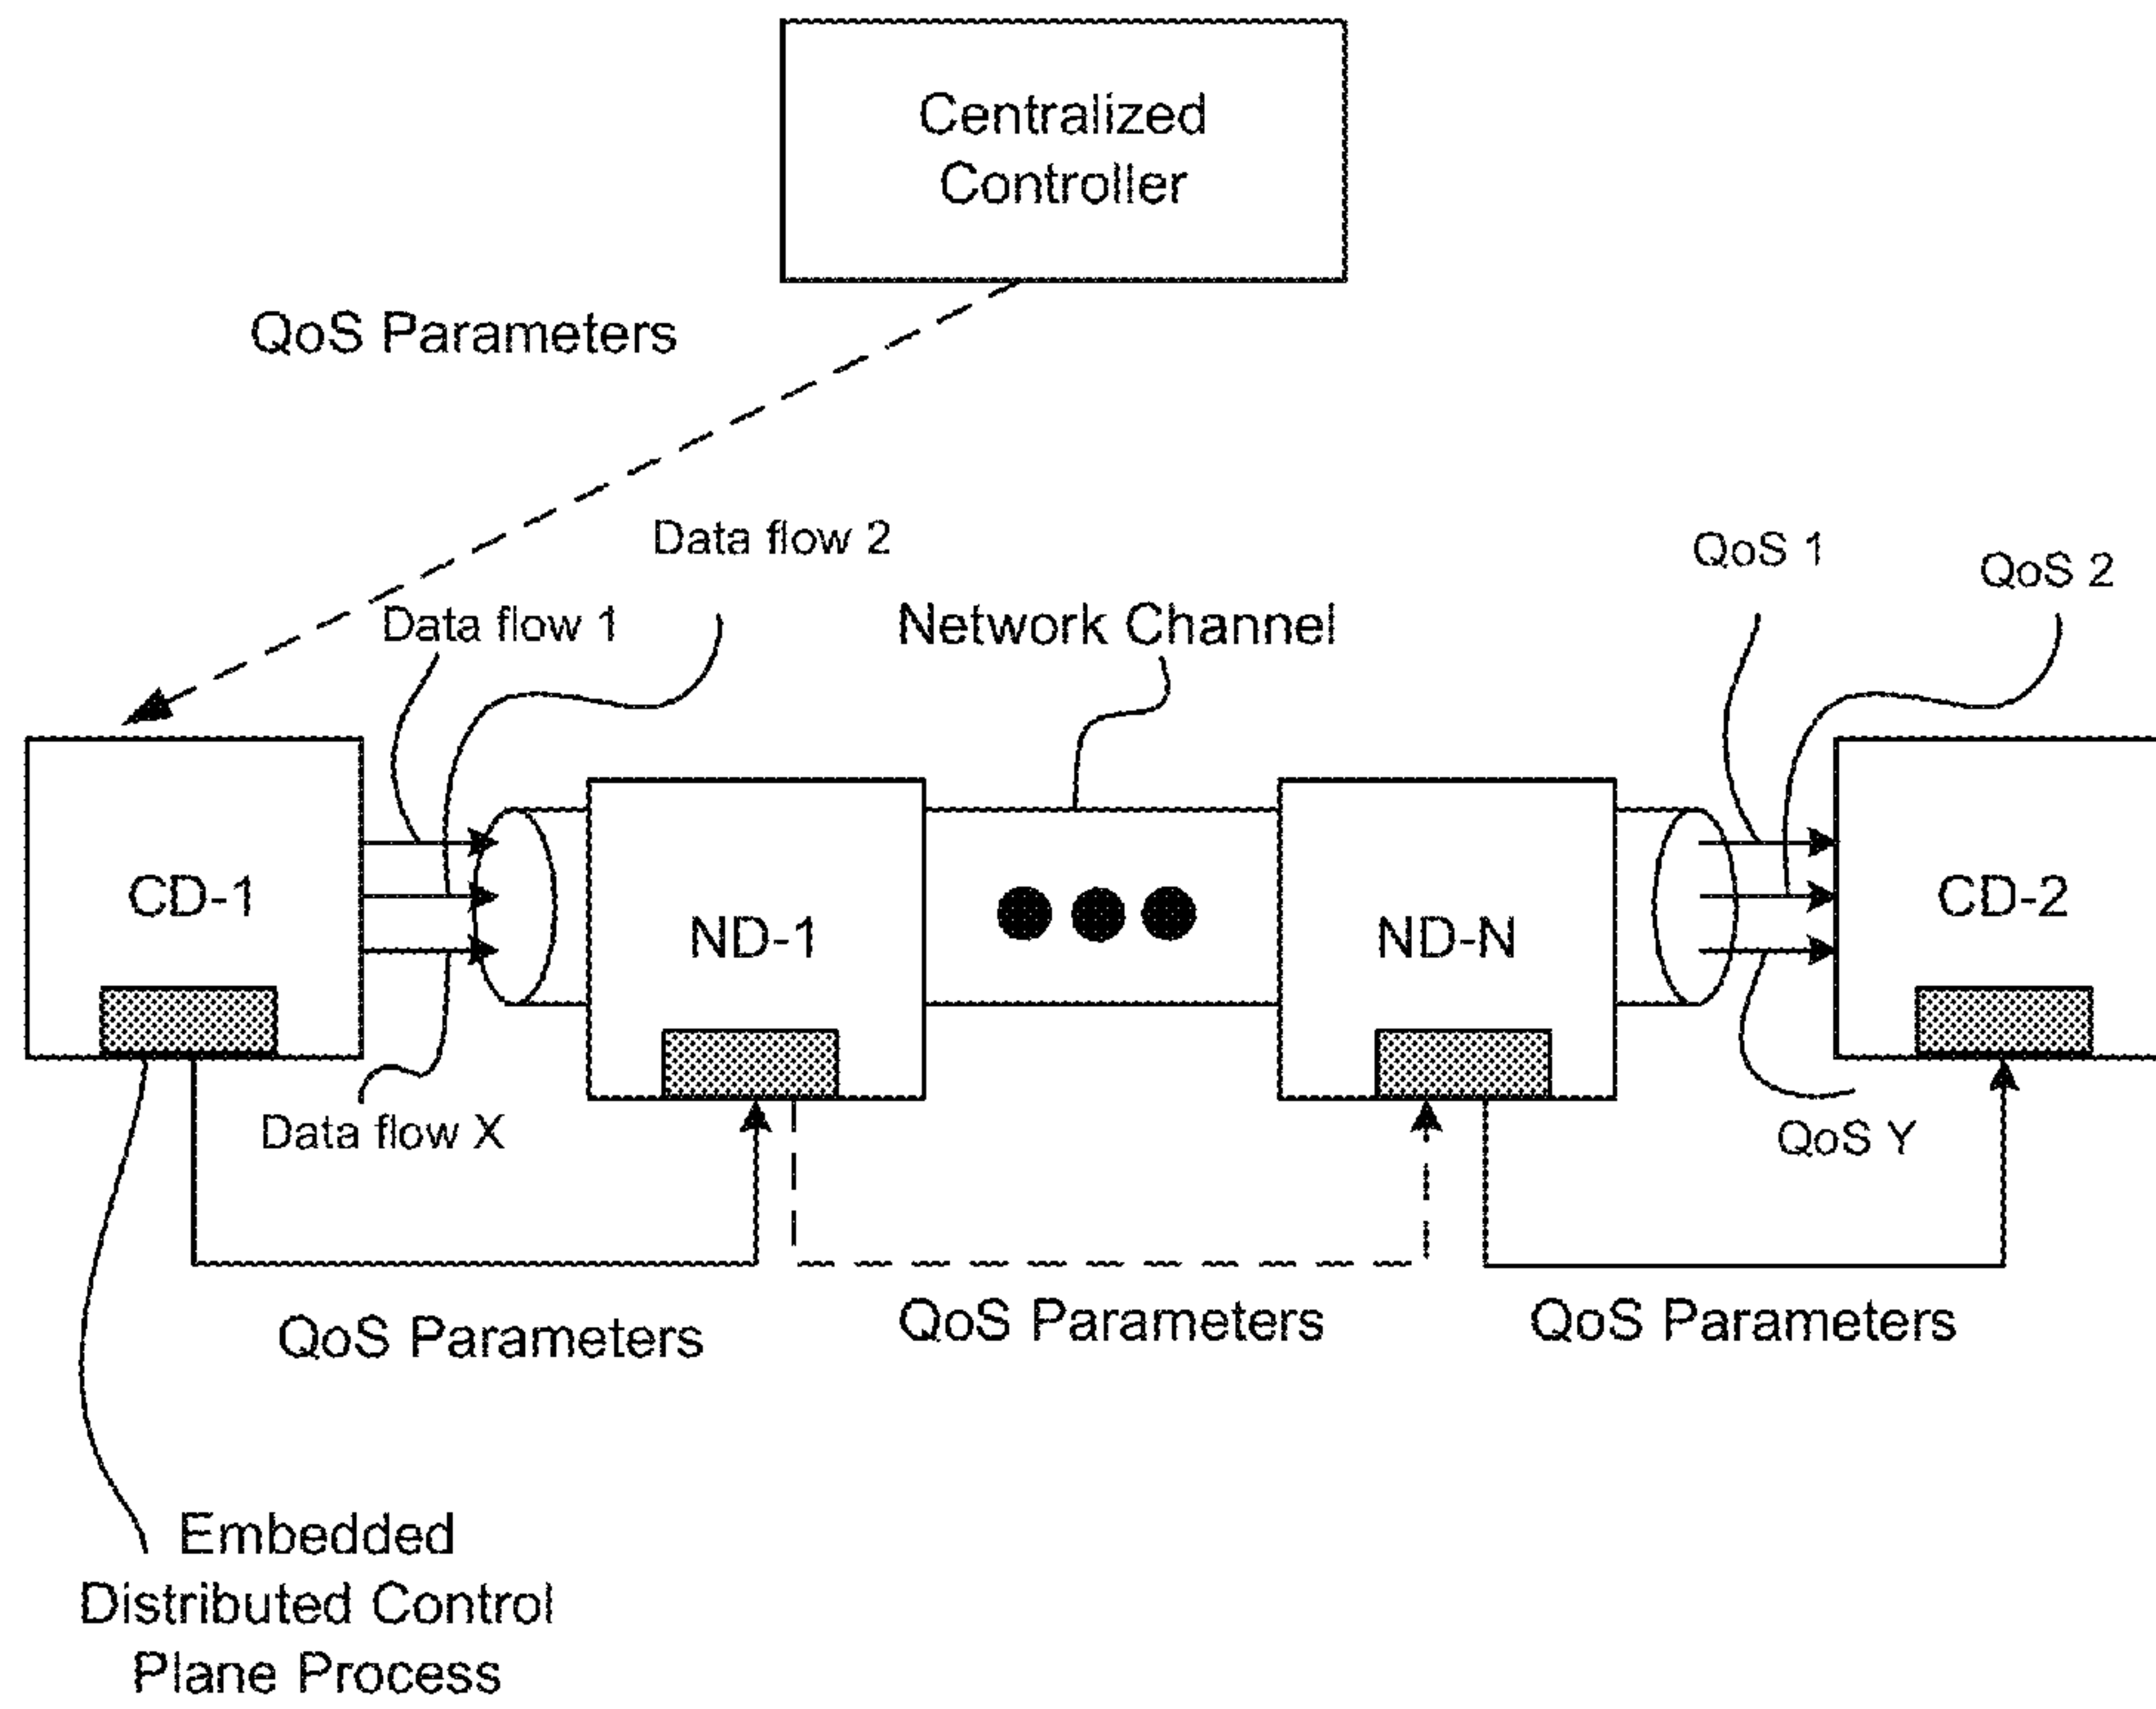 Centralized
Controller
QoS Parameters
Data flow 2
QoS 1
QoS 2
Data flow 1
Network Channel
CD-1
ND-1
ND-N
CD-2
Data flow X
QoS Y
QoS Parameters
QoS Parameters
QoS Parameters
Embedded
Distributed Control
Plane Process